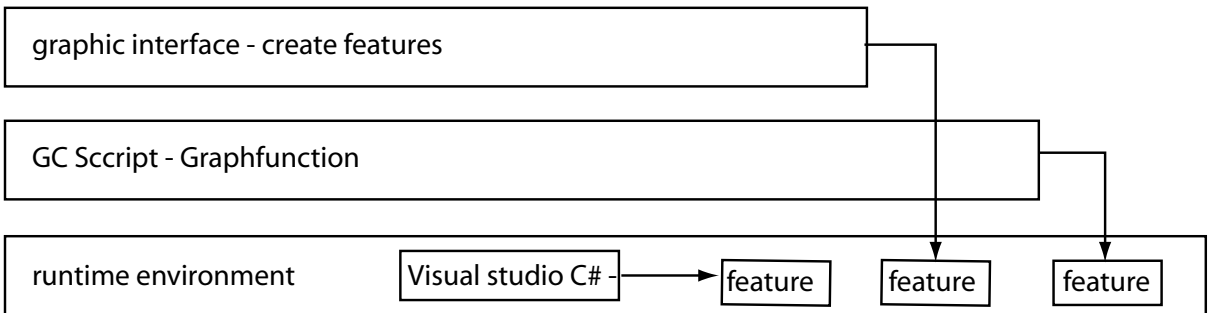 graphic interface - create features
GC Sccript - Graphfunction
runtime environment
Visual studio C# -
feature
feature
feature